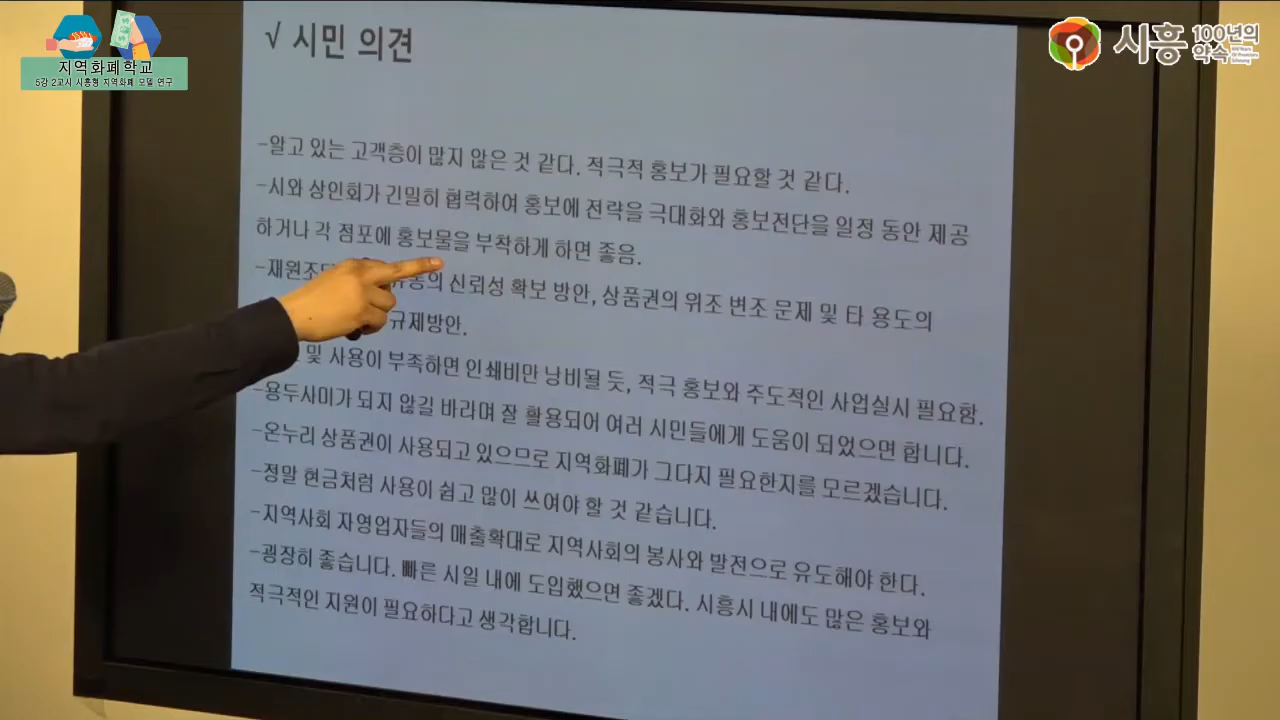 지역화폐학교
5강 2교시 시흥형 지역화폐 모델 연구
시흥 100년의 약속
√ 시민 의견
-알고 있는 고객층이 많지 않은 것 같다. 적극적 홍보가 필요할 것 같다.
-시와 상인회가 긴밀히 협력하여 홍보에 전략을 극대화와 홍보전단을 일정 동안 제공
하거나 각 점포에 홍보물을 부착하게 하면 좋음.
-재원조 신뢰성 확보 방안, 상품권의 위조 변조 문제 및 타 용도의
규제방안.
및 사용이 부족하면 인쇄비만 낭비될 듯, 적극 홍보와 주도적인 사업실시 필요함.
-용두사미가 되지 않길 바라며 잘 활용되어 여러 시민들에게 도움이 되었으면 합니다.
-온누리 상품권이 사용되고 있으므로 지역화폐가 그다지 필요한지를 모르겠습니다.
-정말 현금처럼 사용이 쉽고 많이 쓰여야 할 것 같습니다.
-지역사회 자영업자들의 매출확대로 지역사회의 봉사와 발전으로 유도해야 한다.
-굉장히 좋습니다. 빠른 시일 내에 도입했으면 좋겠다. 시흥시 내에도 많은 홍보와
적극적인 지원이 필요하다고 생각합니다.